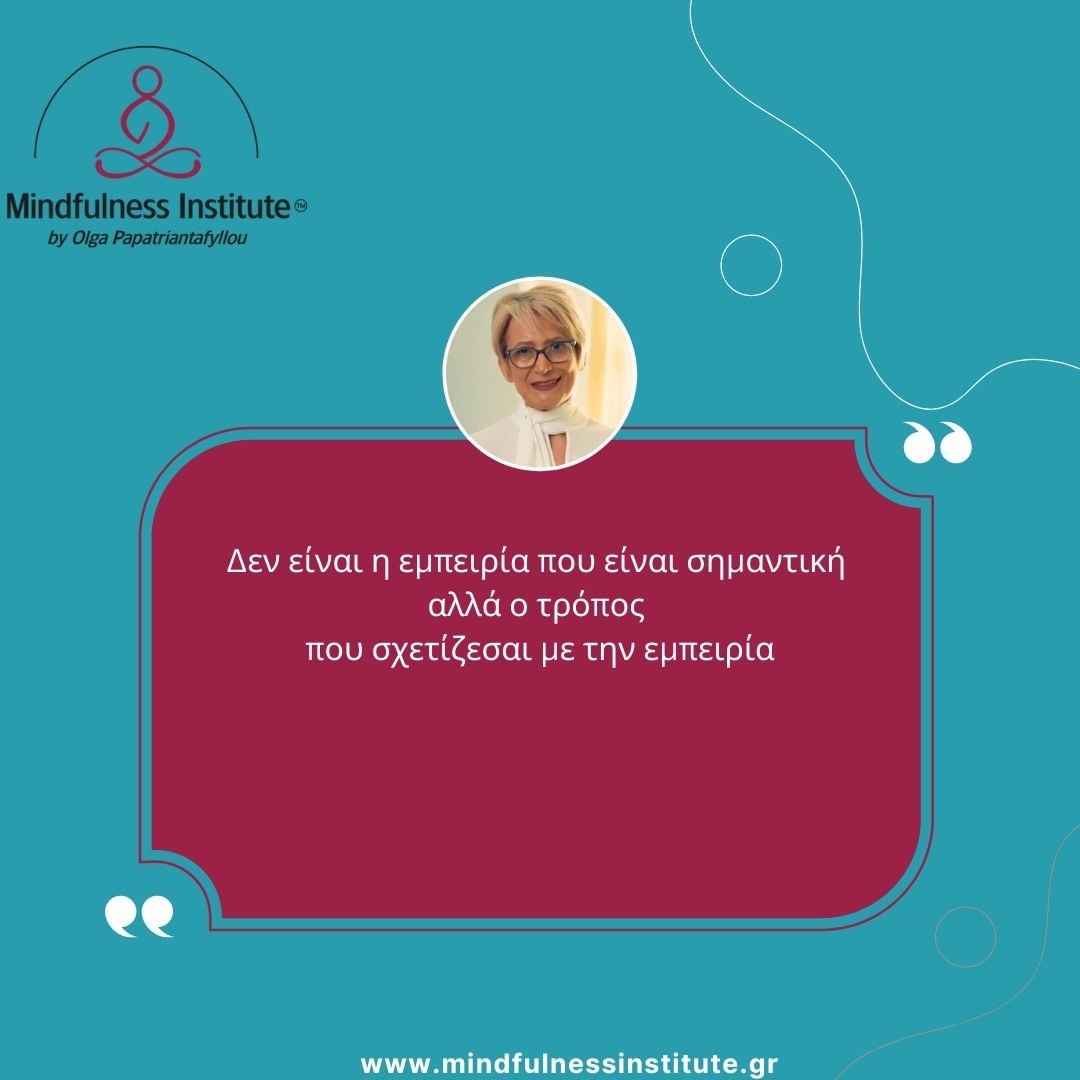 Mindfulness Institute™
by Olga Papatriantafyllou
Δεν είναι η εμπειρία που είναι σημαντική
αλλά ο τρόπος
που σχετίζεσαι με την εμπειρία
www.mindfulnessinstitute.gr